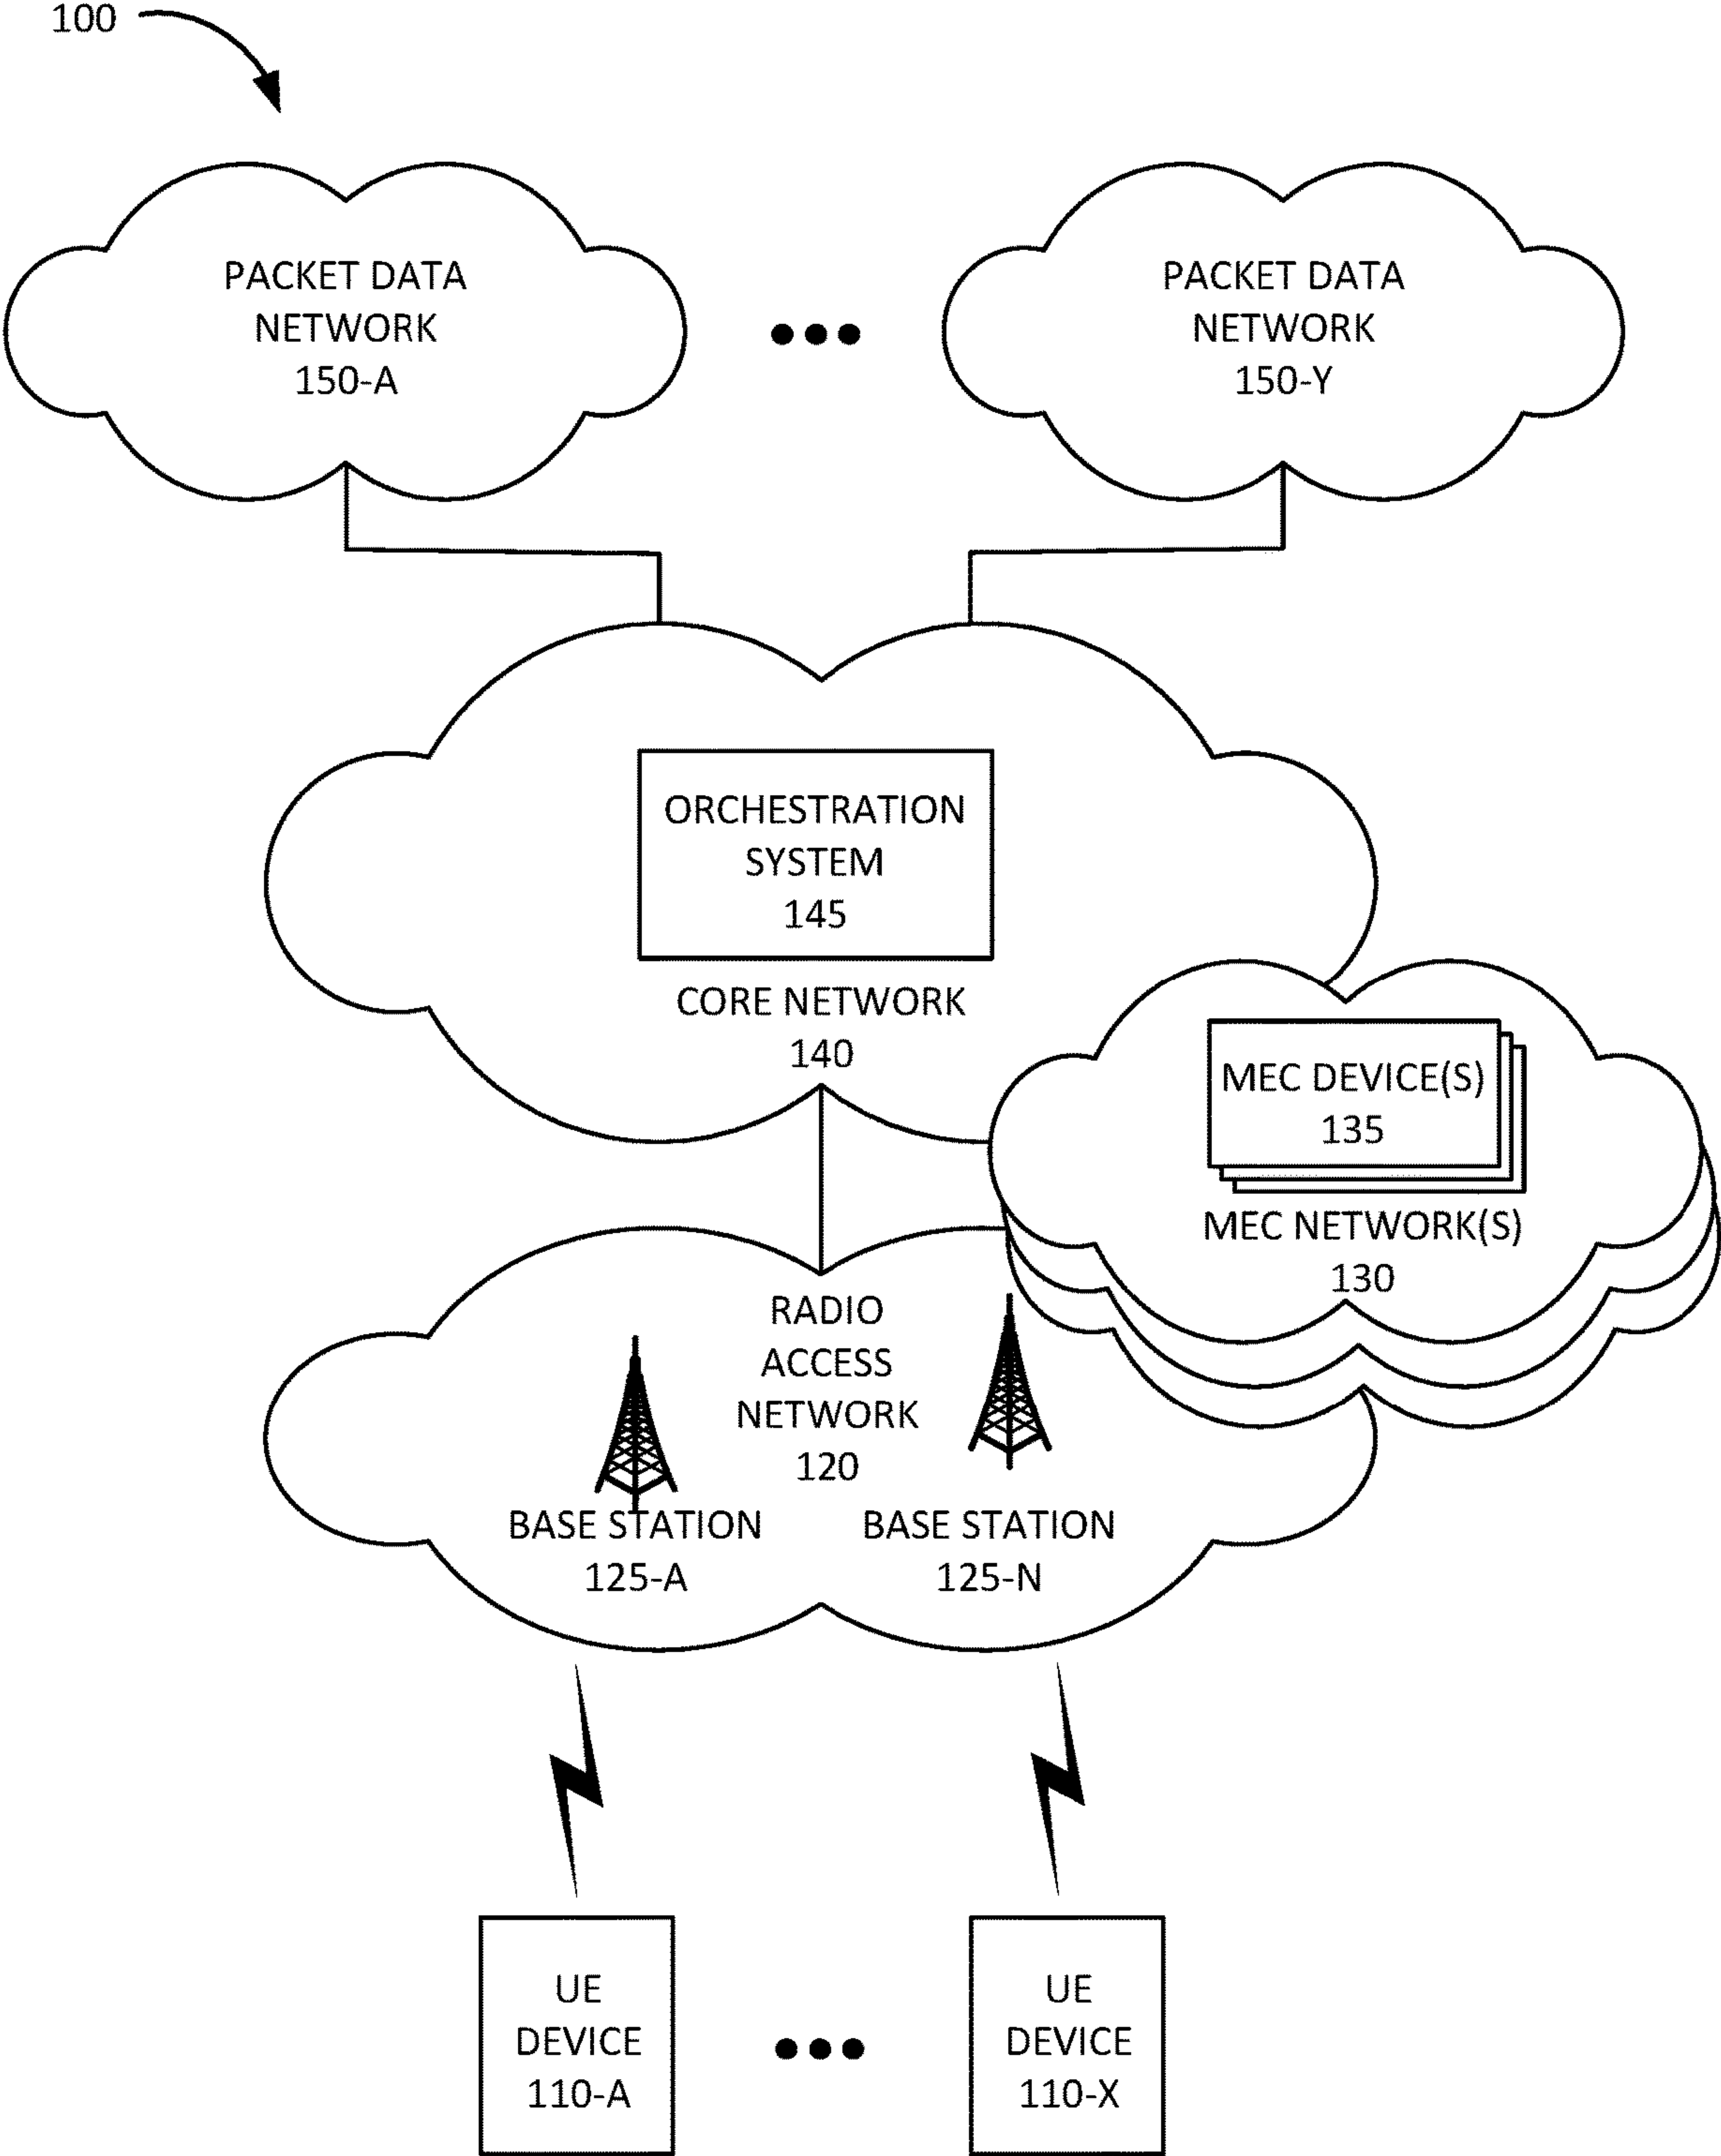 100
PACKET DATA
NETWORK
150-A
PACKET DATA
NETWORK
150-Y
ORCHESTRATION
SYSTEM
145
CORE NETWORK
140
MEC DEVICE(S)
135
MEC NETWORK(S)
130
RADIO
ACCESS
NETWORK
120
BASE STATION
125-A
BASE STATION
125-N
UE
DEVICE
110-A
UE
DEVICE
110-X